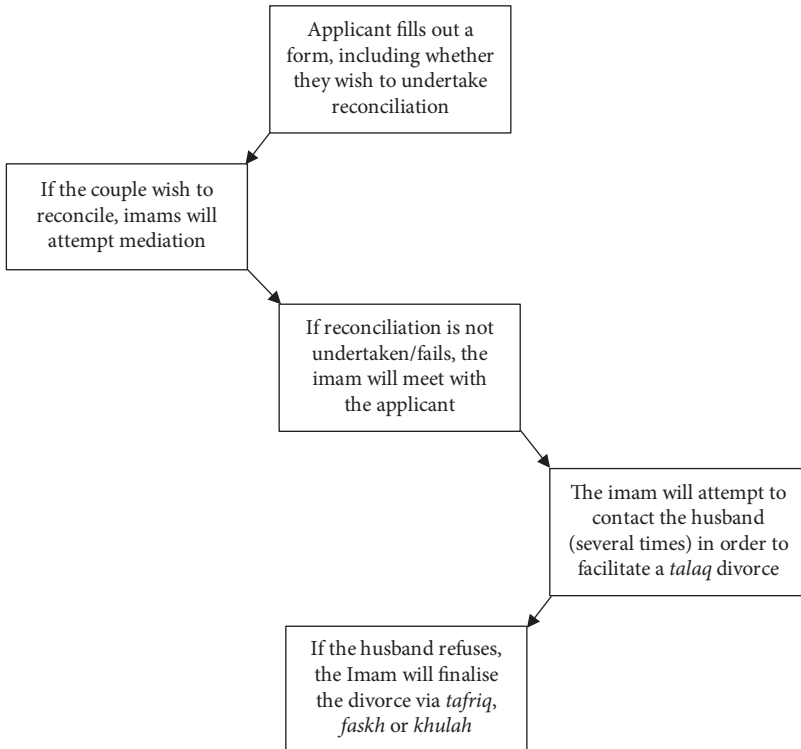 Applicant fills out a
form, including whether
they wish to undertake
reconciliation
If the couple wish to
reconcile, imams will
attempt mediation
If reconciliation is not
undertaken/fails, the
imam will meet with
the applicant
The imam will attempt to
contact the husband
(several times) in order to
facilitate a talaq divorce
If the husband refuses,
the Imam will finalise
the divorce via tafriq,
faskh or khulah